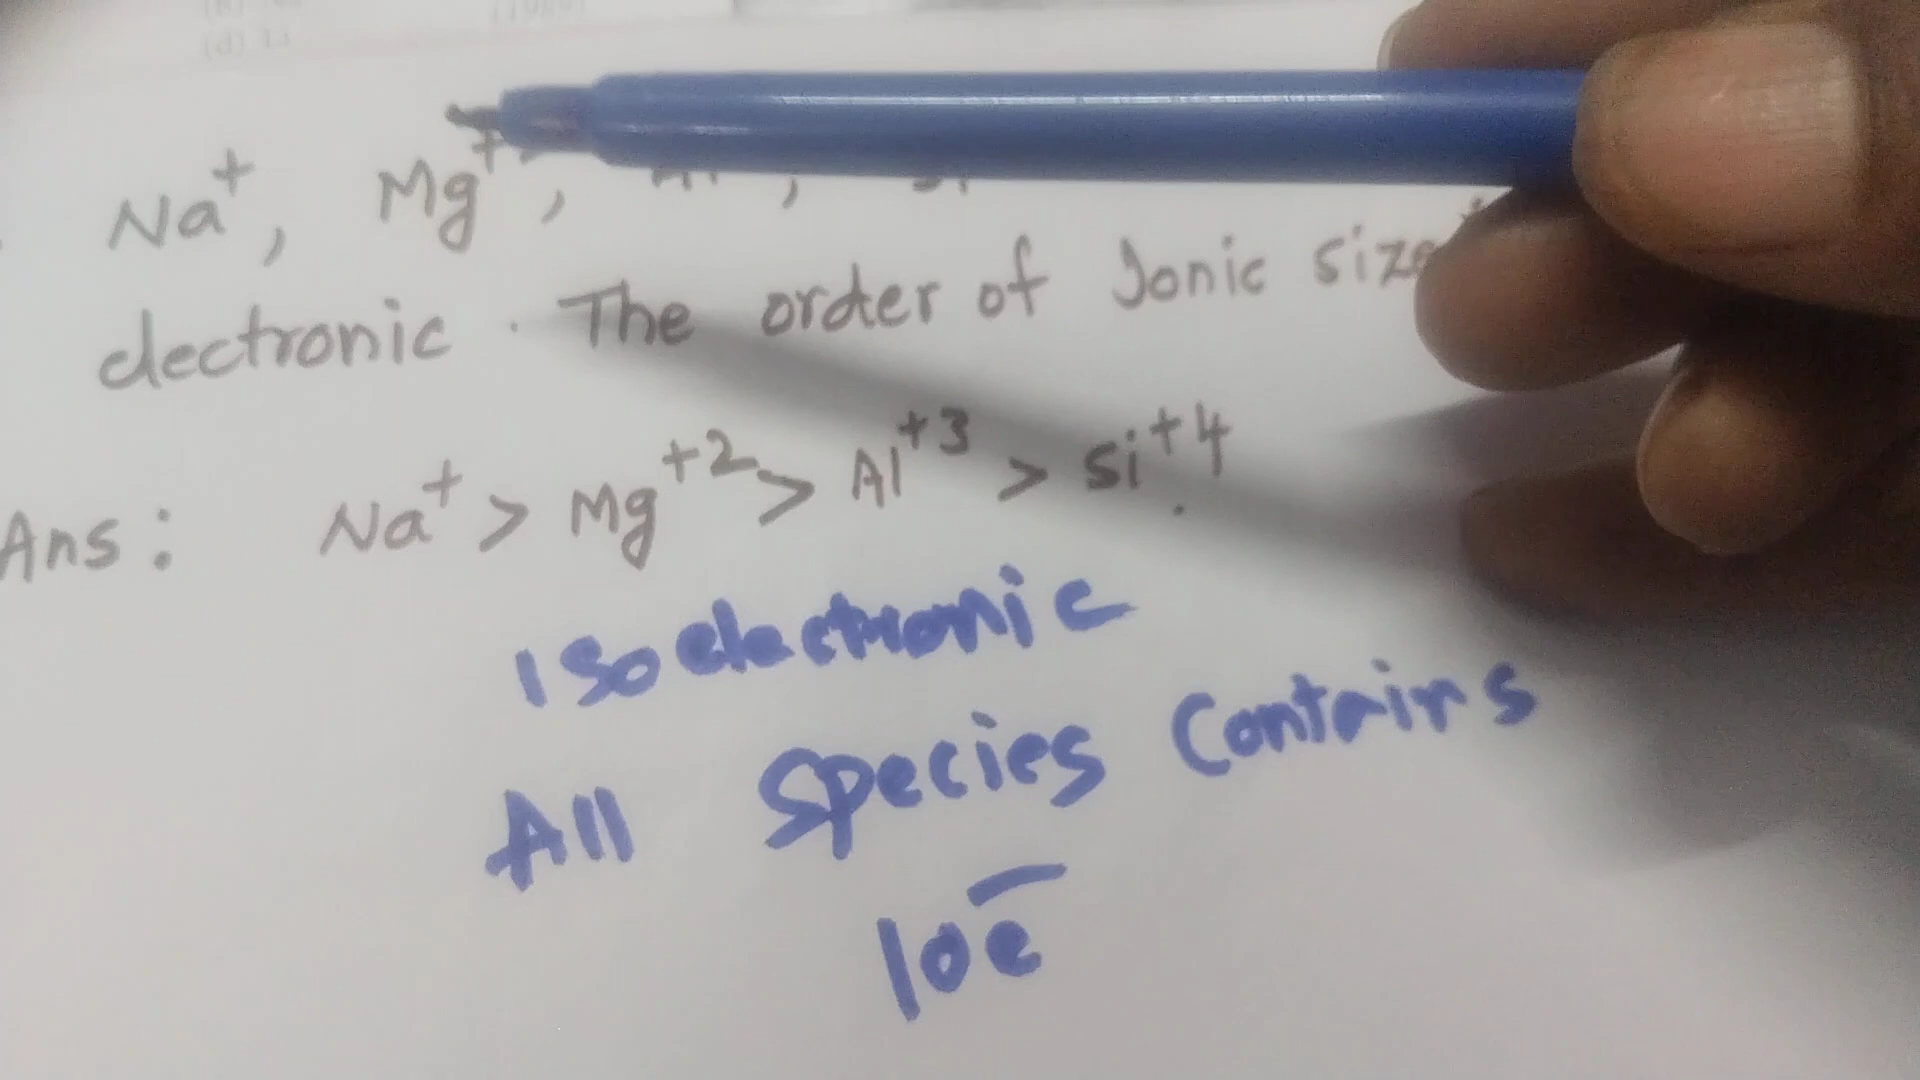 Na⁺, Mg⁺ , ,
electronic. The order of Ionic size
Ans: Na⁺ > Mg⁺² > Al⁺³ > Si⁺⁴.
Isoelectronic
All Species Contains
10e̅